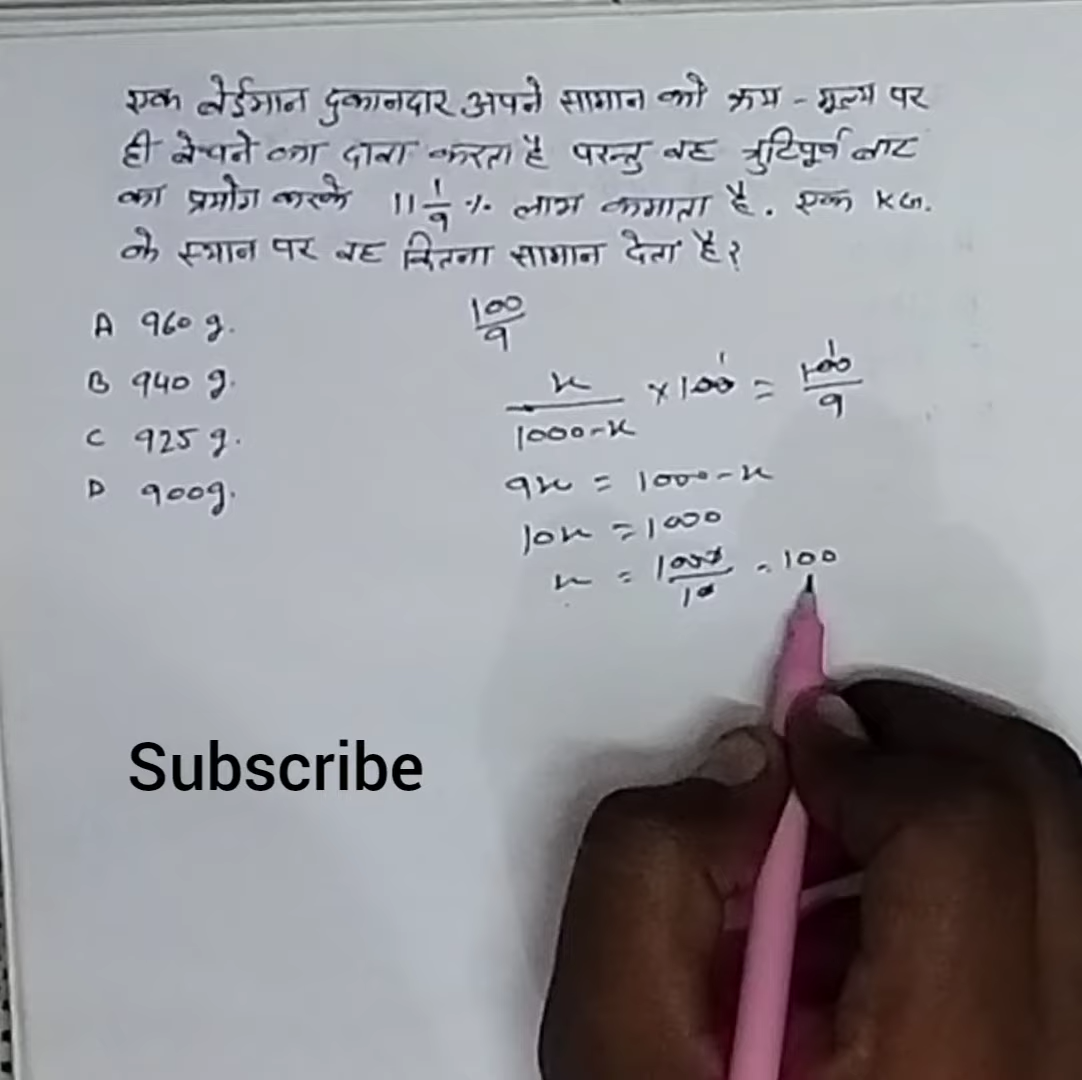 एक बेईमान दुकानदार अपने सामान को क्रय - मूल्य पर
ही बेचने का दावा करता है परन्तु वह त्रुटिपूर्ण बाट
का प्रयोग करके 11 1/9 % लाभ कमाता है. एक KG.
के स्थान पर वह कितना सामान देता है?
A 960 g.
B 940 g.
C 925 g.
D 900g.
100/9
x/(1000-x) × 100 = 100/9
1 1
9x = 1000-x
10x = 1000
x = 1000/10 = 100
Subscribe